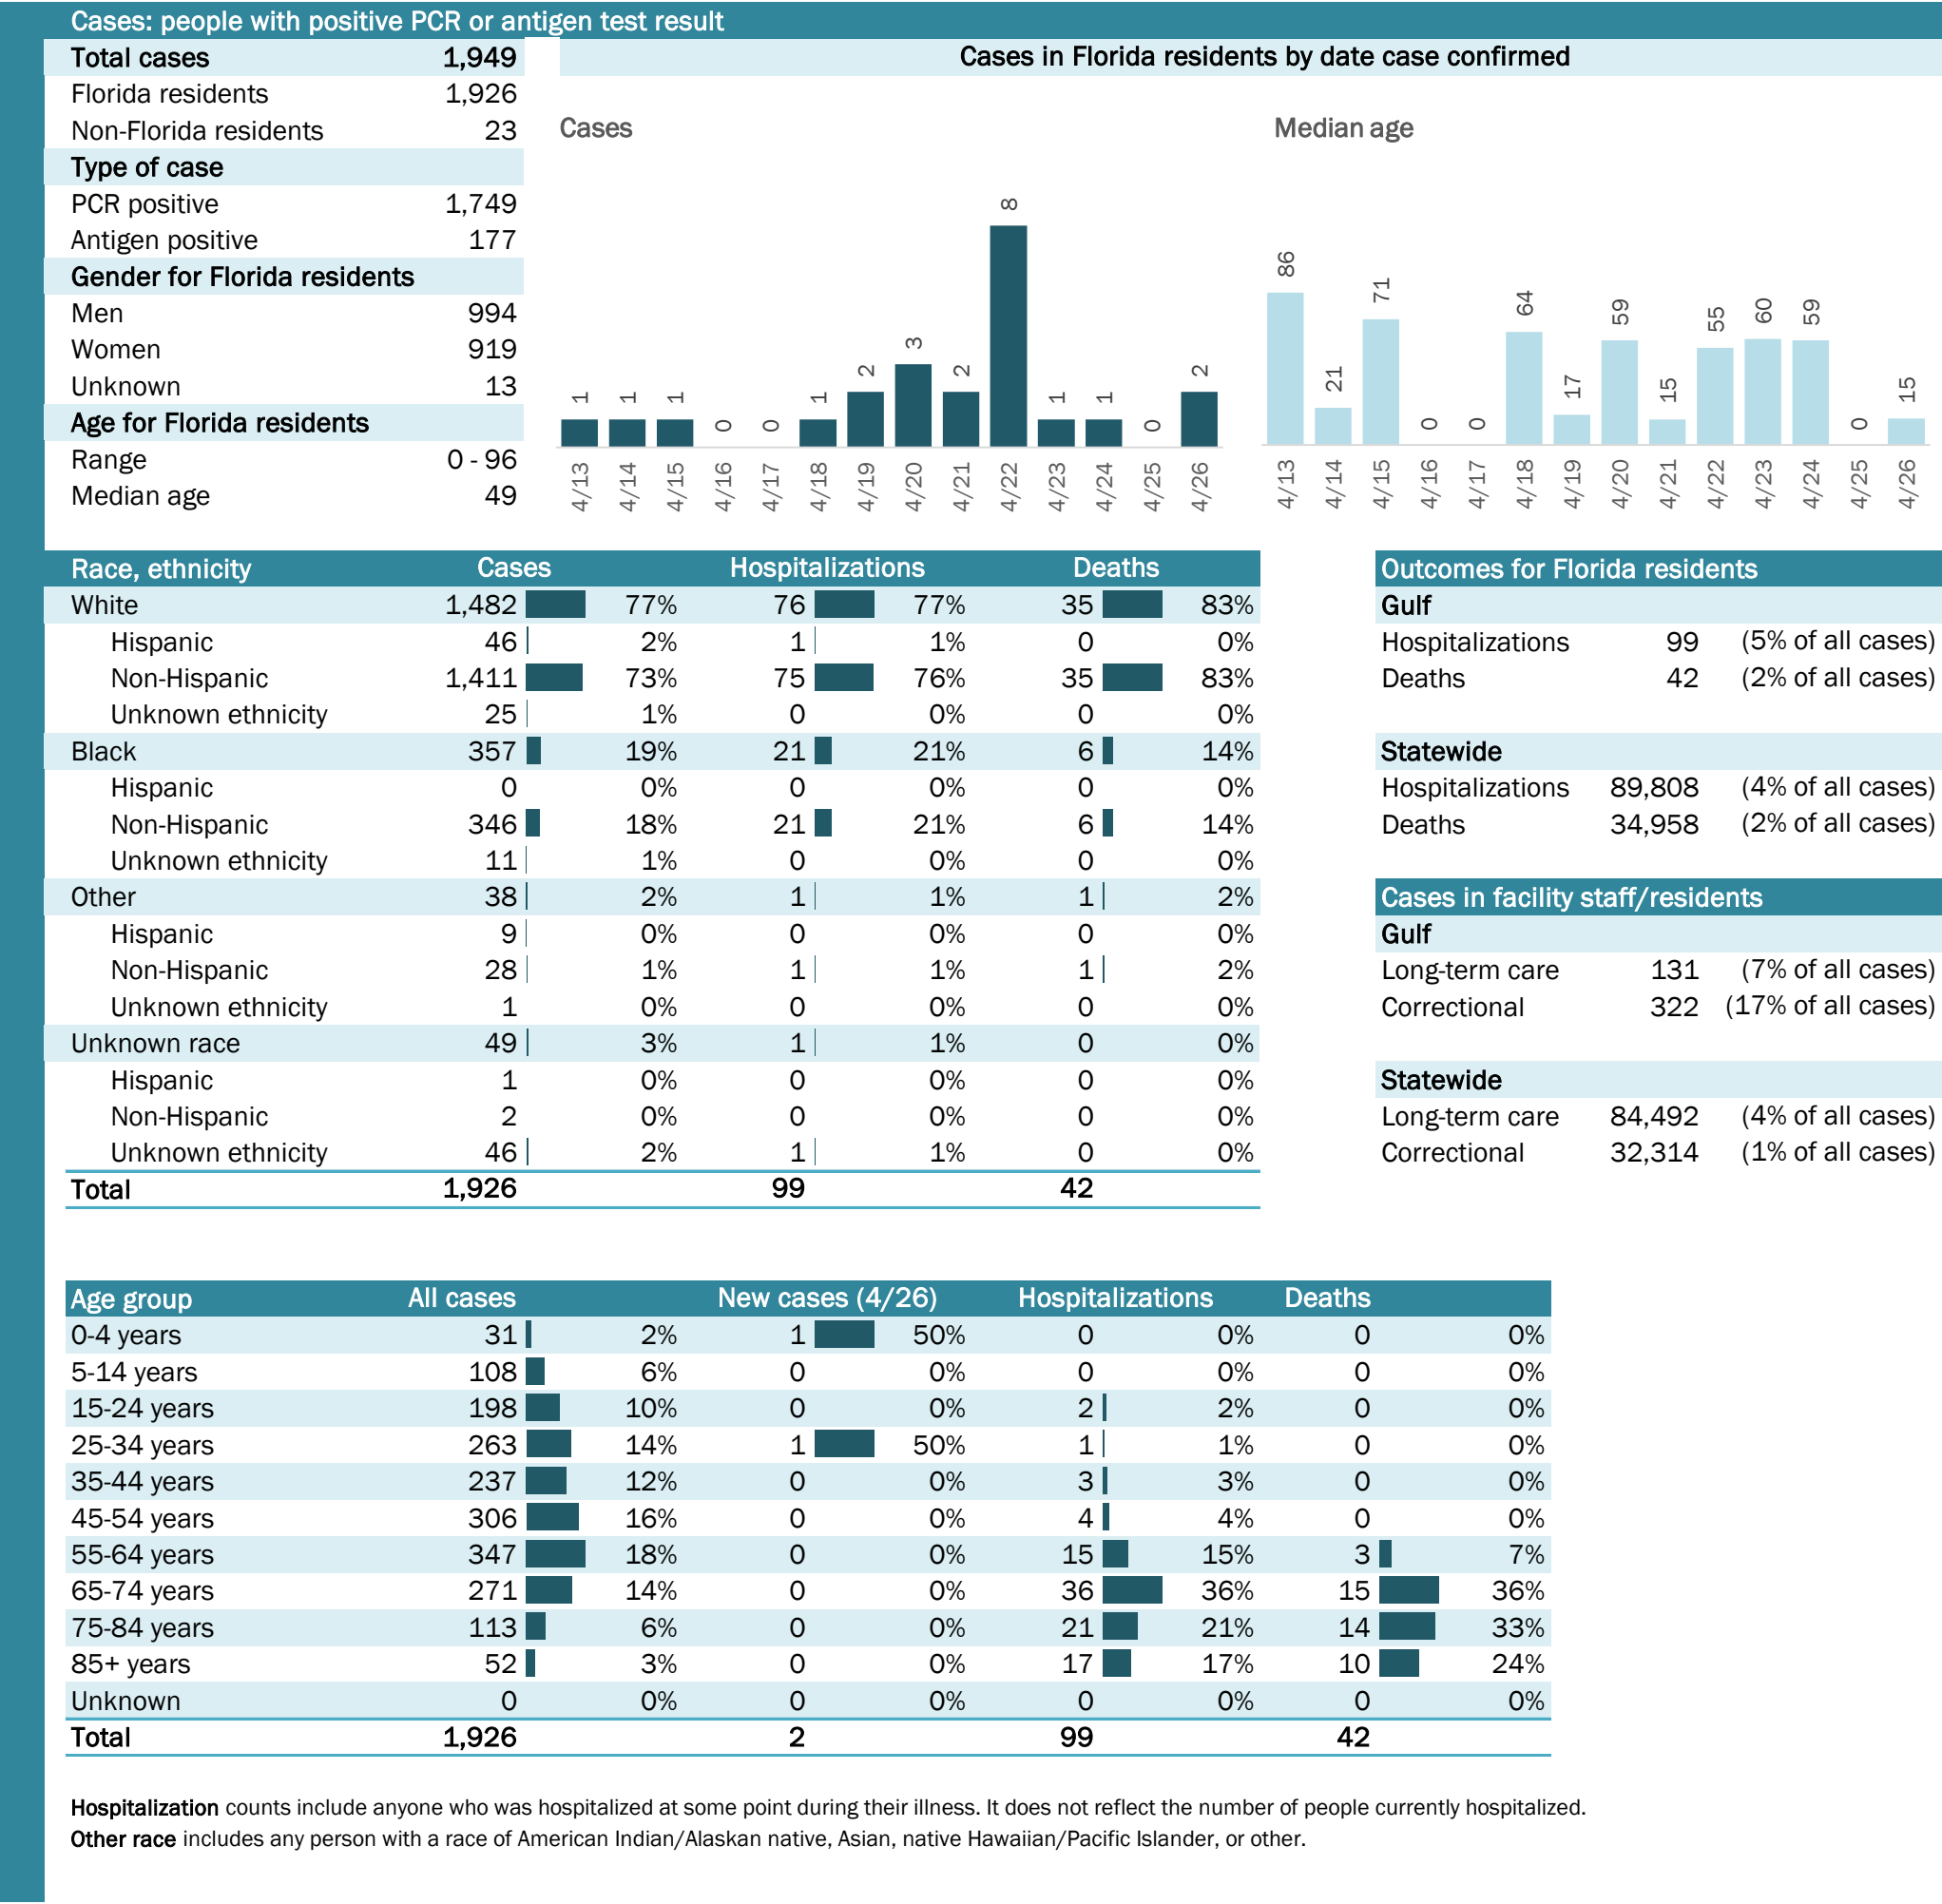 Cases: people with positive PCR or antigen test result
Total cases 1,949
Florida residents 1,926
Non-Florida residents 23
Type of case
PCR positive 1,749
Antigen positive 177
Gender for Florida residents
Men 994
Women 919
Unknown 13
Age for Florida residents
Range 0 - 96
Median age 49
Cases in Florida residents by date case confirmed
Cases
1 1 1 0 0 1 2 3 2 8 1 1 0 2
4/13 4/14 4/15 4/16 4/17 4/18 4/19 4/20 4/21 4/22 4/23 4/24 4/25 4/26
Median age
86 21 71 0 0 64 17 59 15 55 60 59 0 15
4/13 4/14 4/15 4/16 4/17 4/18 4/19 4/20 4/21 4/22 4/23 4/24 4/25 4/26
Race, ethnicity Cases Hospitalizations Deaths
White 1,482 77% 76 77% 35 83%
Hispanic 46 2% 1 1% 0 0%
Non-Hispanic 1,411 73% 75 76% 35 83%
Unknown ethnicity 25 1% 0 0% 0 0%
Black 357 19% 21 21% 6 14%
Hispanic 0 0% 0 0% 0 0%
Non-Hispanic 346 18% 21 21% 6 14%
Unknown ethnicity 11 1% 0 0% 0 0%
Other 38 2% 1 1% 1 2%
Hispanic 9 0% 0 0% 0 0%
Non-Hispanic 28 1% 1 1% 1 2%
Unknown ethnicity 1 0% 0 0% 0 0%
Unknown race 49 3% 1 1% 0 0%
Hispanic 1 0% 0 0% 0 0%
Non-Hispanic 2 0% 0 0% 0 0%
Unknown ethnicity 46 2% 1 1% 0 0%
Total 1,926 99 42
Outcomes for Florida residents
Gulf
Hospitalizations 99 (5% of all cases)
Deaths 42 (2% of all cases)
Statewide
Hospitalizations 89,808 (4% of all cases)
Deaths 34,958 (2% of all cases)
Cases in facility staff/residents
Gulf
Long-term care 131 (7% of all cases)
Correctional 322 (17% of all cases)
Statewide
Long-term care 84,492 (4% of all cases)
Correctional 32,314 (1% of all cases)
Age group All cases New cases (4/26) Hospitalizations Deaths
0-4 years 31 2% 1 50% 0 0% 0 0%
5-14 years 108 6% 0 0% 0 0% 0 0%
15-24 years 198 10% 0 0% 2 2% 0 0%
25-34 years 263 14% 1 50% 1 1% 0 0%
35-44 years 237 12% 0 0% 3 3% 0 0%
45-54 years 306 16% 0 0% 4 4% 0 0%
55-64 years 347 18% 0 0% 15 15% 3 7%
65-74 years 271 14% 0 0% 36 36% 15 36%
75-84 years 113 6% 0 0% 21 21% 14 33%
85+ years 52 3% 0 0% 17 17% 10 24%
Unknown 0 0% 0 0% 0 0% 0 0%
Total 1,926 2 99 42
Hospitalization counts include anyone who was hospitalized at some point during their illness. It does not reflect the number of people currently hospitalized.
Other race includes any person with a race of American Indian/Alaskan native, Asian, native Hawaiian/Pacific Islander, or other.